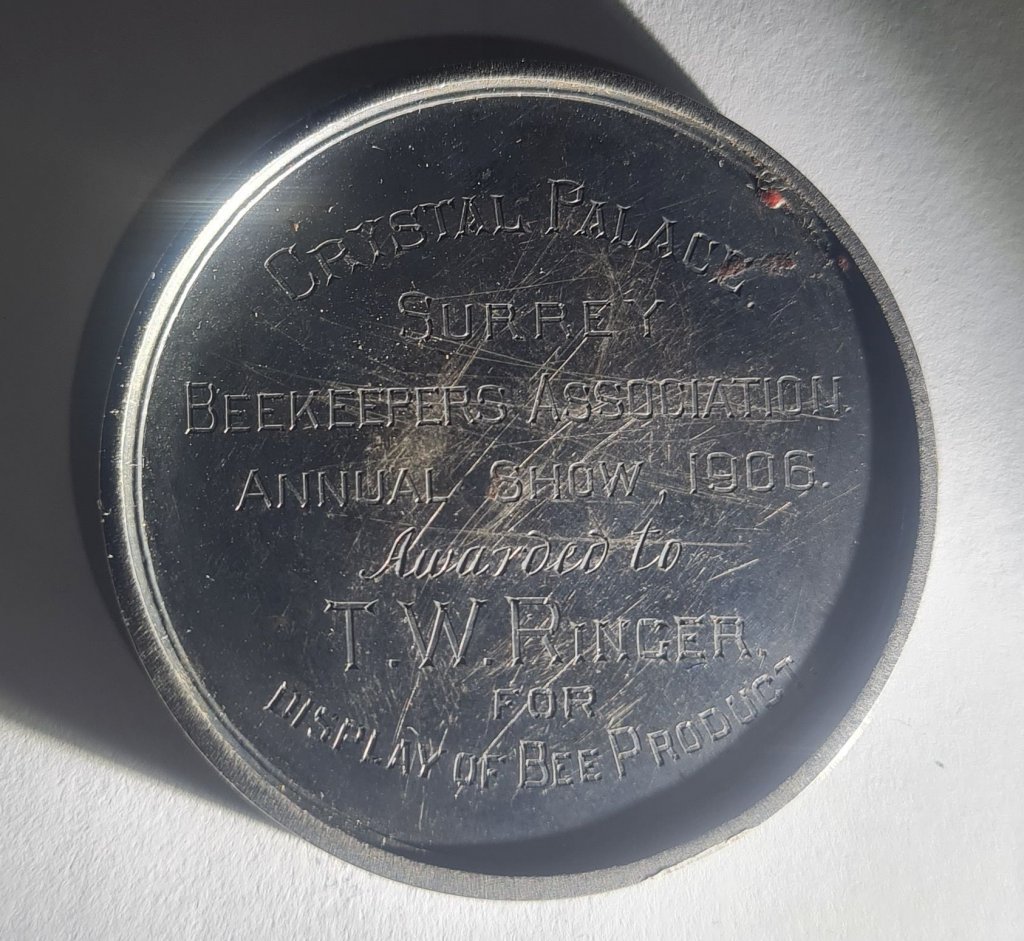 CRYSTAL PALACE.
SURREY
BEEKEEPERS ASSOCIATION.
ANNUAL SHOW, 1906.
Awarded to
T. W. RINGER,
FOR
DISPLAY OF BEE PRODUCT